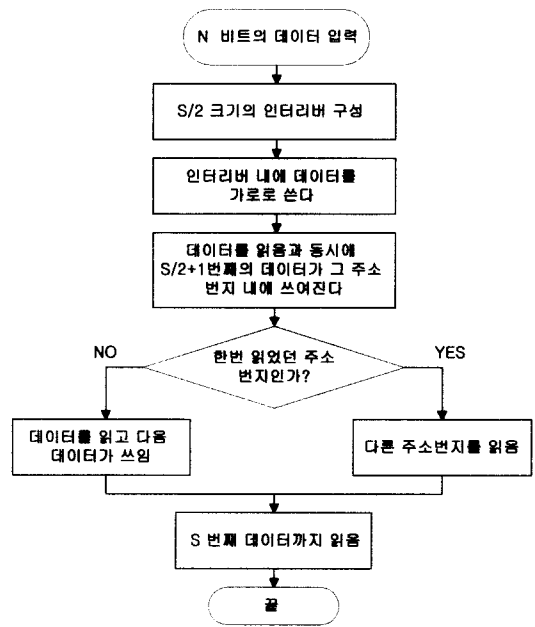 N 비트의 데이터 입력
S/2 크기의 인터리버 구성
인터리버 내에 데이터를
가로로 쓴다
데이터를 읽음과 동시에
S/2+1번째의 데이터가 그 주소
번지 내에 쓰여진다
한번 읽었던 주소
번지인가?
NO
YES
데이터를 읽고 다음
데이터가 쓰임
다른 주소번지를 읽음
S 번째 데이터까지 읽음
끝